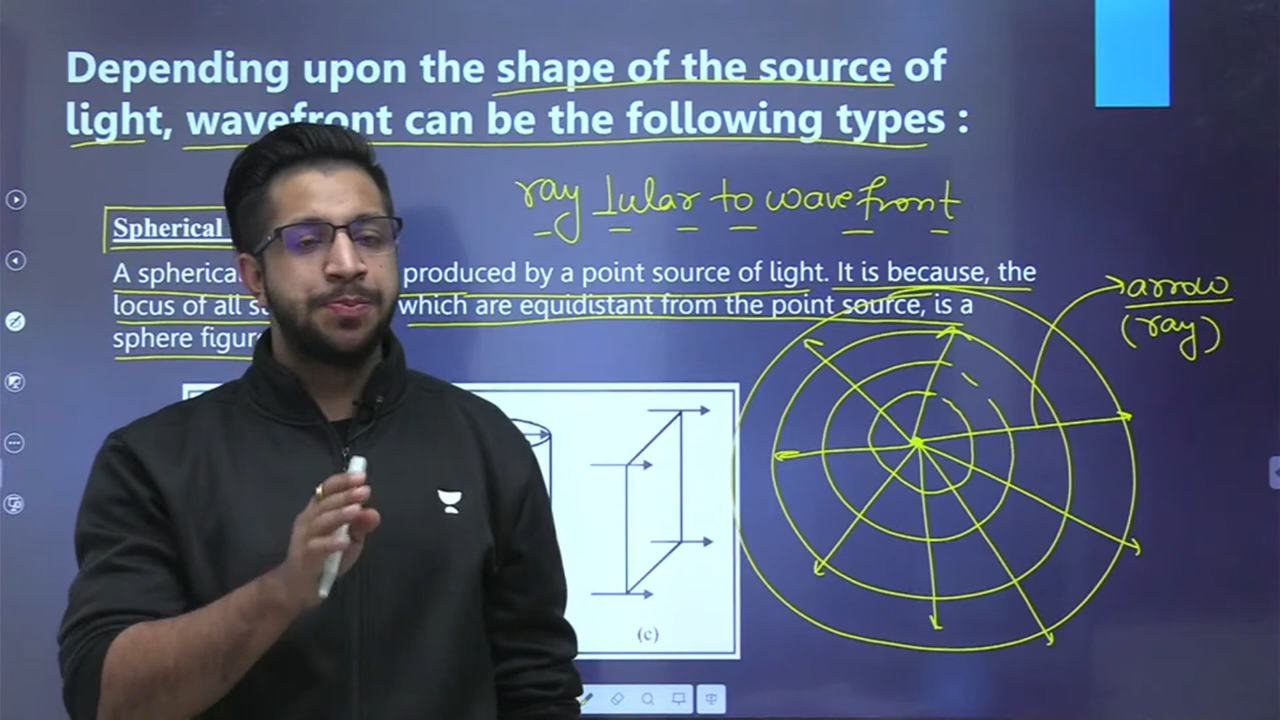 Depending upon the shape of the source of
light, wavefront can be the following types :
ray ⊥ular to wavefront
Spherical
A spherica produced by a point source of light. It is because, the
locus of all s which are equidistant from the point source, is a
sphere figur
arrow
(ray)
(c)